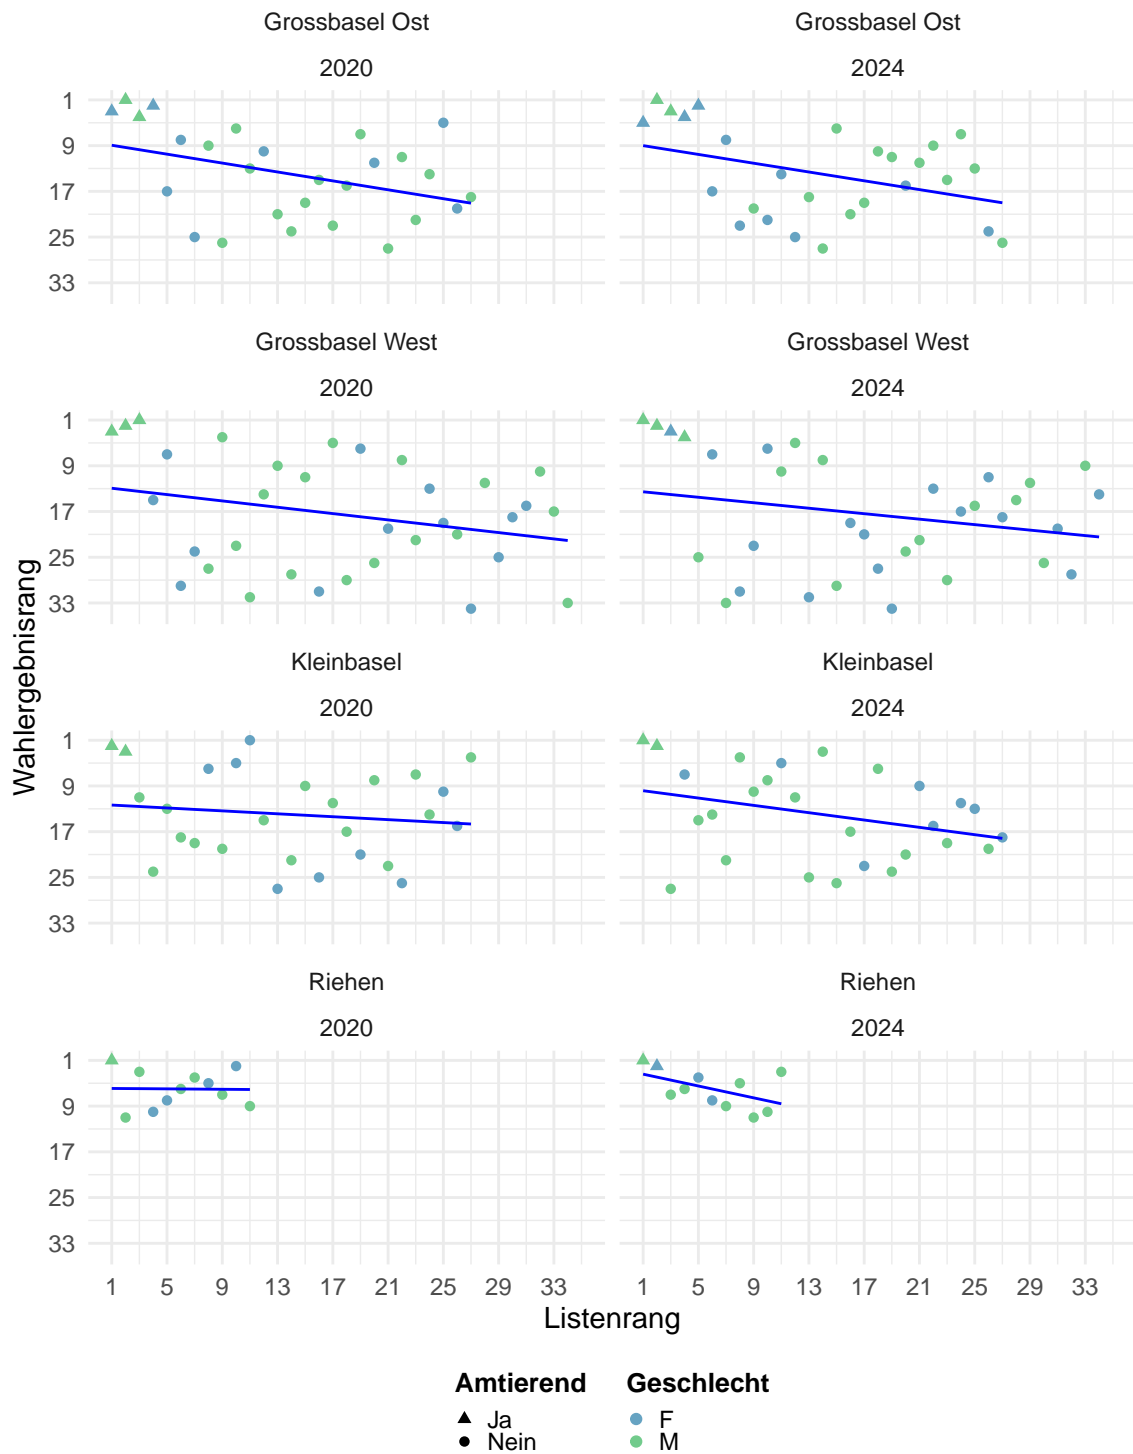 Grossbasel Ost Grossbasel Ost
2020 2024
1
9
17
25
33
Grossbasel West Grossbasel West
2020 2024
1
9
17
25
33
Kleinbasel Kleinbasel
2020 2024
1
9
17
25
33
Riehen Riehen
2020 2024
1
9
17
25
33
1 5 9 13 17 21 25 29 33 1 5 9 13 17 21 25 29 33
Wahlergebnisrang
Listenrang
Amtierend Geschlecht
Ja F
Nein M